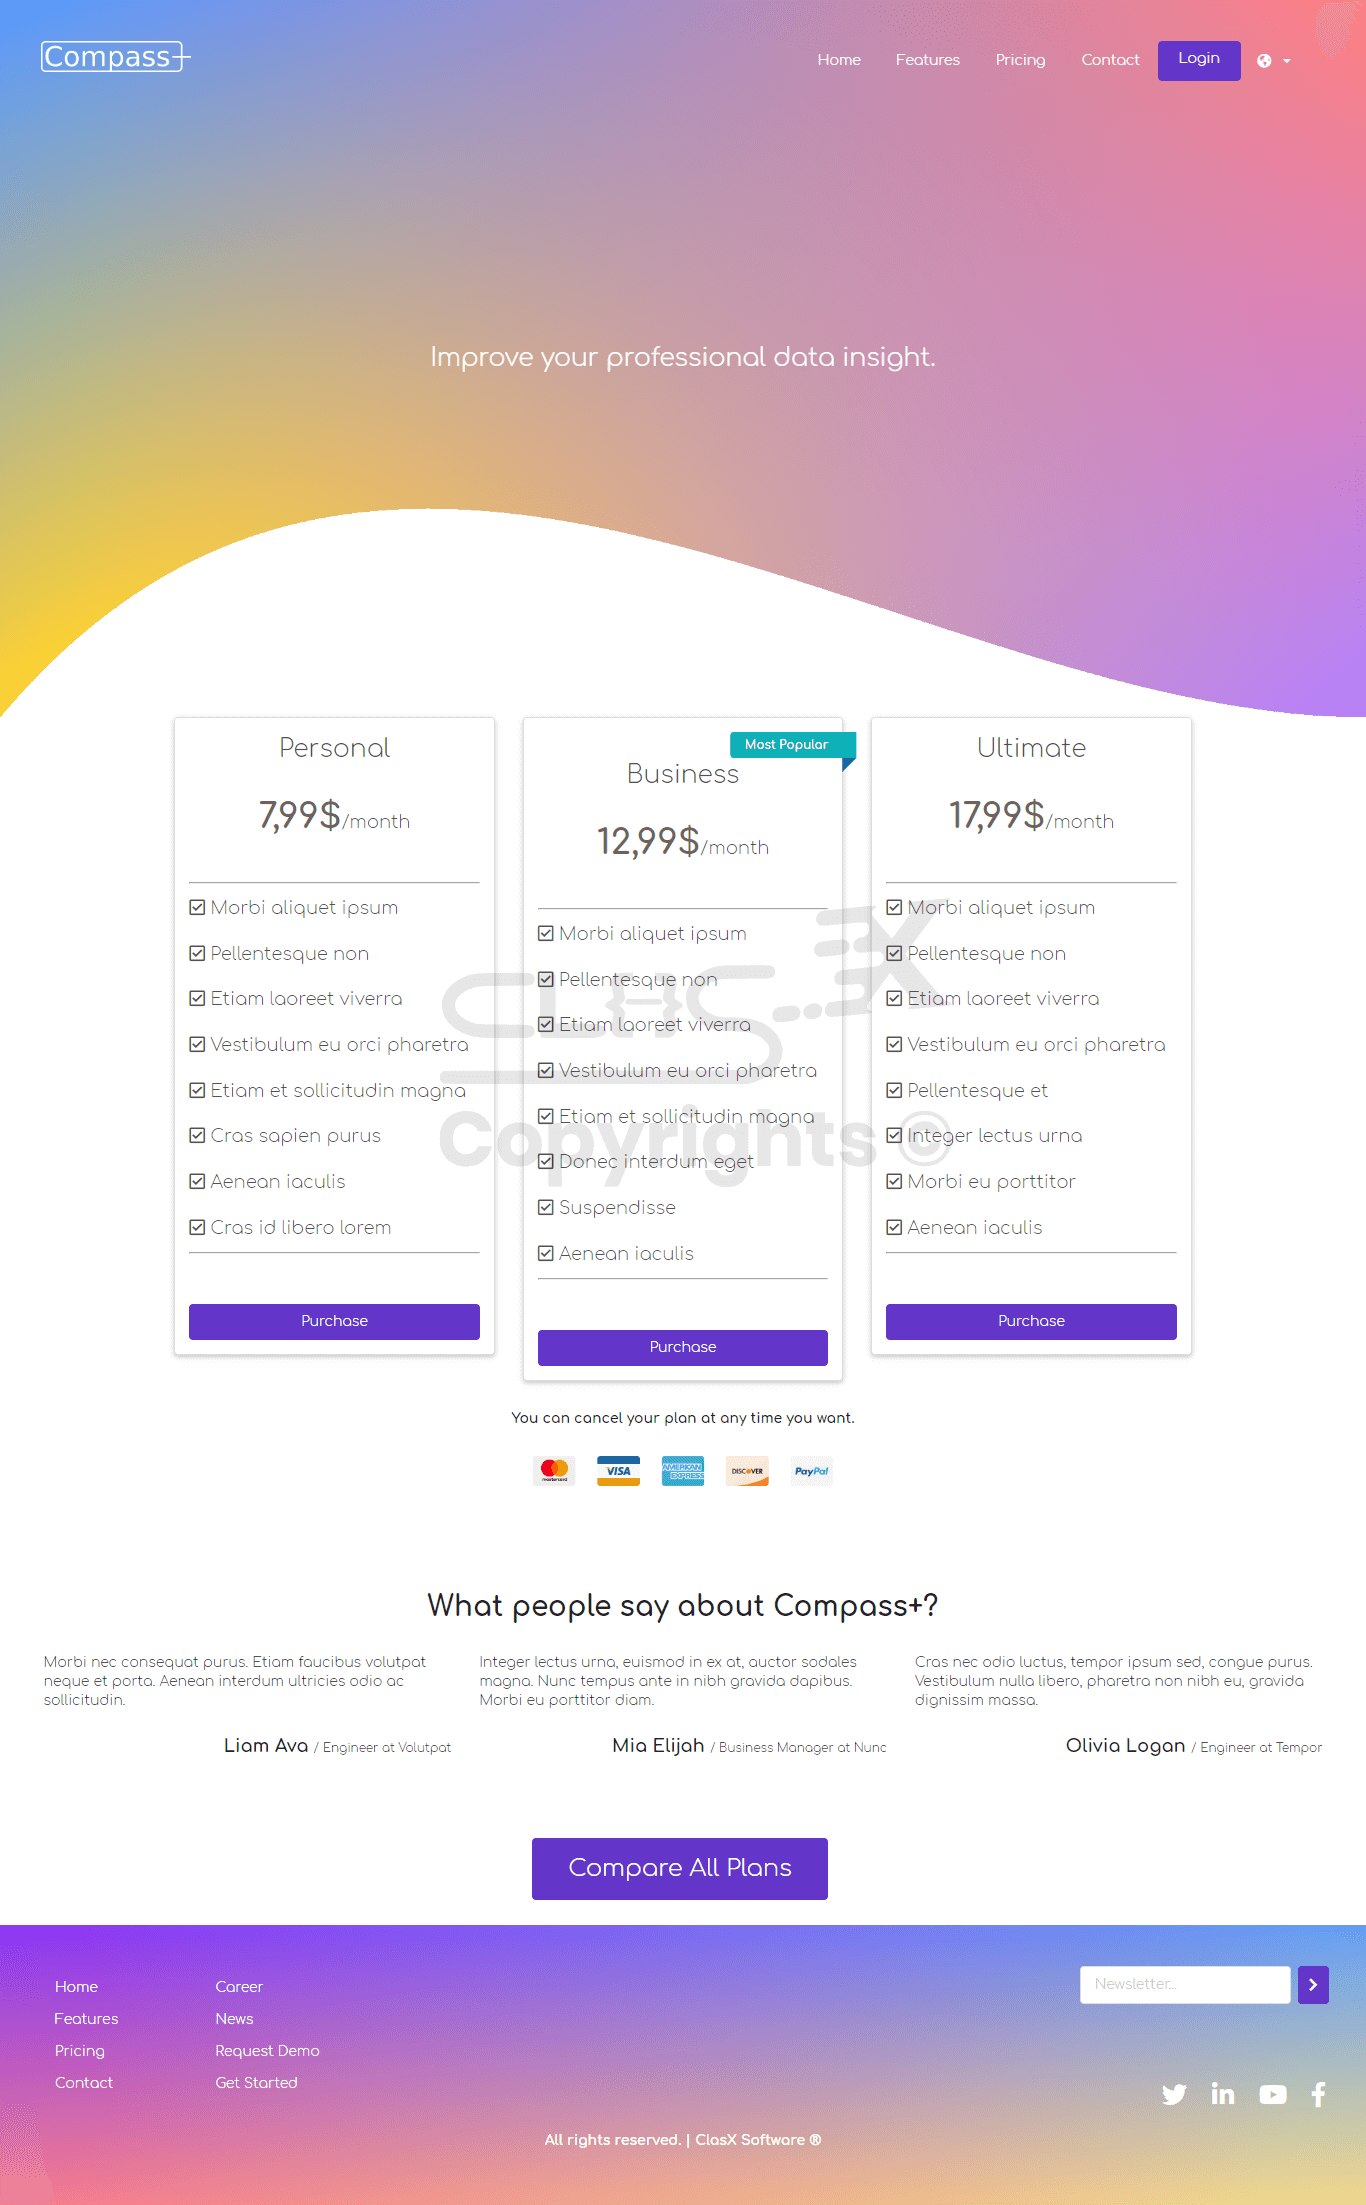 Compass+
Home Features Pricing Contact Login
Improve your professional data insight.
Personal
7,99$/month
Morbi aliquet ipsum
Pellentesque non
Etiam laoreet viverra
Vestibulum eu orci pharetra
Etiam et sollicitudin magna
Cras sapien purus
Aenean iaculis
Cras id libero lorem
Purchase
Most Popular
Business
12,99$/month
Morbi aliquet ipsum
Pellentesque non
Etiam laoreet viverra
Vestibulum eu orci pharetra
Etiam et sollicitudin magna
Donec interdum eget
Suspendisse
Aenean iaculis
Purchase
Ultimate
17,99$/month
Morbi aliquet ipsum
Pellentesque non
Etiam laoreet viverra
Vestibulum eu orci pharetra
Pellentesque et
Integer lectus urna
Morbi eu porttitor
Aenean iaculis
Purchase
ClasX
Copyrights ©
You can cancel your plan at any time you want.
mastercard VISA AMERICAN EXPRESS DISCOVER PayPal
What people say about Compass+?
Morbi nec consequat purus. Etiam faucibus volutpat
neque et porta. Aenean interdum ultricies odio ac
sollicitudin.
Liam Ava / Engineer at Volutpat
Integer lectus urna, euismod in ex at, auctor sodales
magna. Nunc tempus ante in nibh gravida dapibus.
Morbi eu porttitor diam.
Mia Elijah / Business Manager at Nunc
Cras nec odio luctus, tempor ipsum sed, congue purus.
Vestibulum nulla libero, pharetra non nibh eu, gravida
dignissim massa.
Olivia Logan / Engineer at Tempor
Compare All Plans
Home
Features
Pricing
Contact
Career
News
Request Demo
Get Started
Newsletter...
All rights reserved. | ClasX Software ®